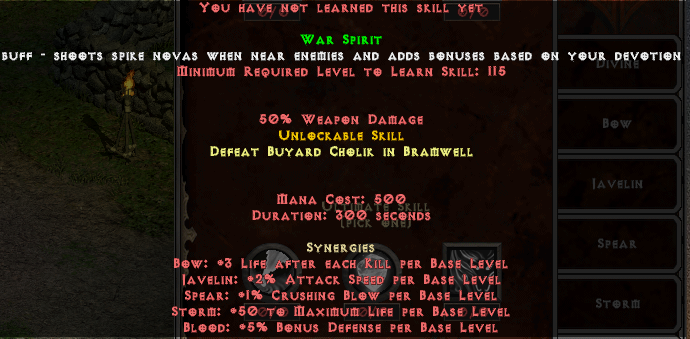 You have not learned this skill yet
War Spirit
buff - shoots spike novas when near enemies and adds bonuses based on your devotion
Minimum Required Level to Learn Skill: 115
Divine
50% Weapon Damage
Bow
Unlockable Skill
Defeat Buyard Cholik in Bramwell
Javelin
Mana Cost: 500
Ultimate Skill
Duration: 300 seconds
(pick one)
Spear
Synergies
Bow: +3 Life after each Kill per Base Level
Javelin: +2% Attack Speed per Base Level
Spear: +1% Crushing Blow per Base Level
Storm: +50 to Maximum Life per Base Level
Storm
Blood: +5% Bonus Defense per Base Level